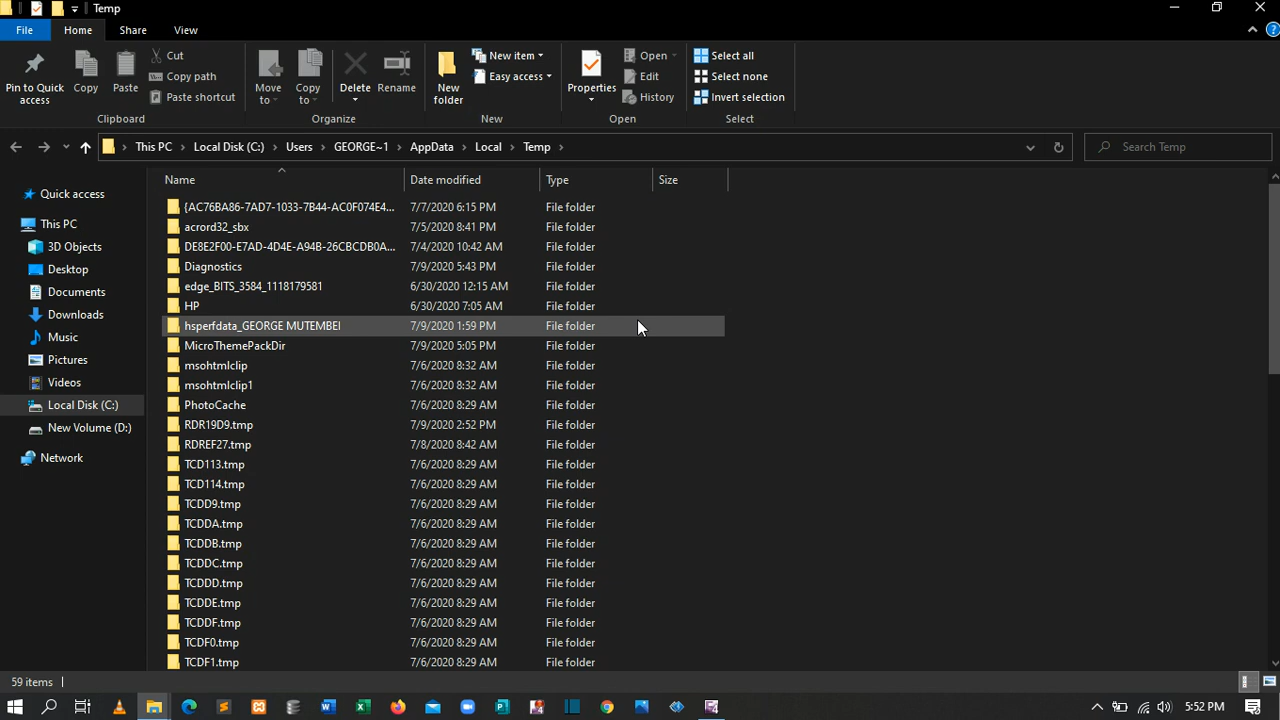 Temp
File Home Share View
Pin to Quick access
Copy
Paste
Cut
Copy path
Paste shortcut
Clipboard
Move to
Copy to
Delete
Rename
Organize
New folder
New item
Easy access
New
Properties
Open
Edit
History
Open
Select all
Select none
Invert selection
Select
This PC > Local Disk (C:) > Users > GEORGE~1 > AppData > Local > Temp >
Search Temp
Quick access
This PC
3D Objects
Desktop
Documents
Downloads
Music
Pictures
Videos
Local Disk (C:)
New Volume (D:)
Network
Name Date modified Type Size
{AC76BA86-7AD7-1033-7B44-AC0F074E4... 7/7/2020 6:15 PM File folder
acrord32_sbx 7/5/2020 8:41 PM File folder
DE8E2F00-E7AD-4D4E-A94B-26CBCDB0A... 7/4/2020 10:42 AM File folder
Diagnostics 7/9/2020 5:43 PM File folder
edge_BITS_3584_1118179581 6/30/2020 12:15 AM File folder
HP 6/30/2020 7:05 AM File folder
hsperfdata_GEORGE MUTEMBEI 7/9/2020 1:59 PM File folder
MicroThemePackDir 7/9/2020 5:05 PM File folder
msohtmlclip 7/6/2020 8:32 AM File folder
msohtmlclip1 7/6/2020 8:32 AM File folder
PhotoCache 7/6/2020 8:29 AM File folder
RDR19D9.tmp 7/9/2020 2:52 PM File folder
RDREF27.tmp 7/8/2020 8:42 AM File folder
TCD113.tmp 7/6/2020 8:29 AM File folder
TCD114.tmp 7/6/2020 8:29 AM File folder
TCDD9.tmp 7/6/2020 8:29 AM File folder
TCDDA.tmp 7/6/2020 8:29 AM File folder
TCDDB.tmp 7/6/2020 8:29 AM File folder
TCDDC.tmp 7/6/2020 8:29 AM File folder
TCDDD.tmp 7/6/2020 8:29 AM File folder
TCDDE.tmp 7/6/2020 8:29 AM File folder
TCDDF.tmp 7/6/2020 8:29 AM File folder
TCDF0.tmp 7/6/2020 8:29 AM File folder
TCDF1.tmp 7/6/2020 8:29 AM File folder
59 items
5:52 PM